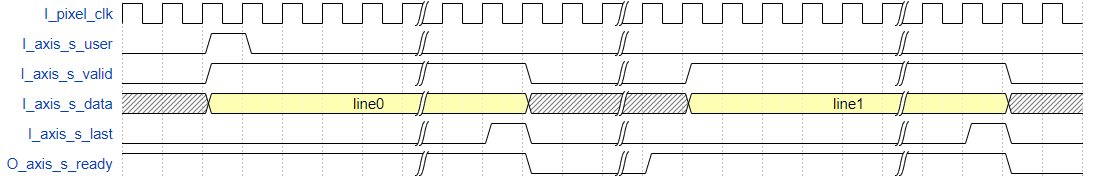 I_pixel_clk
I_axis_s_user
I_axis_s_valid
I_axis_s_data line0 line1
I_axis_s_last
O_axis_s_ready